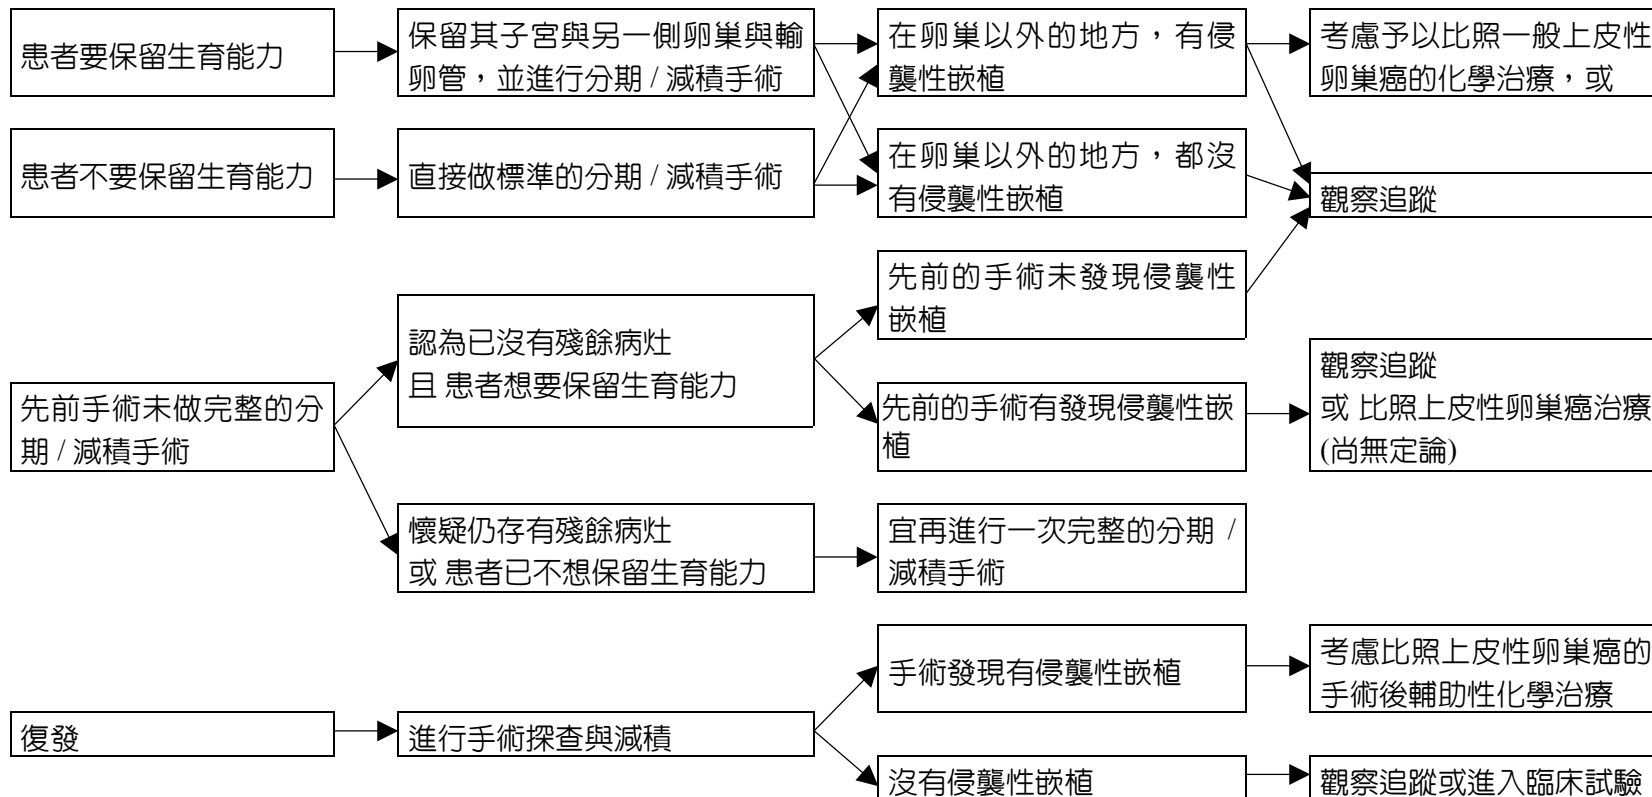 患者要保留生育能力
保留其子宮與另一側卵巢與輸
卵管，並進行分期 / 減積手術
在卵巢以外的地方，有侵
襲性嵌植
考慮予以比照一般上皮性
卵巢癌的化學治療，或
患者不要保留生育能力
直接做標準的分期 / 減積手術
在卵巢以外的地方，都沒
有侵襲性嵌植
觀察追蹤
先前手術未做完整的分
期 / 減積手術
認為已沒有殘餘病灶
且 患者想要保留生育能力
先前的手術未發現侵襲性
嵌植
先前的手術有發現侵襲性嵌
植
觀察追蹤
或 比照上皮性卵巢癌治療
(尚無定論)
懷疑仍存有殘餘病灶
或 患者已不想保留生育能力
宜再進行一次完整的分期 /
減積手術
復發
進行手術探查與減積
手術發現有侵襲性嵌植
考慮比照上皮性卵巢癌的
手術後輔助性化學治療
沒有侵襲性嵌植
觀察追蹤或進入臨床試驗